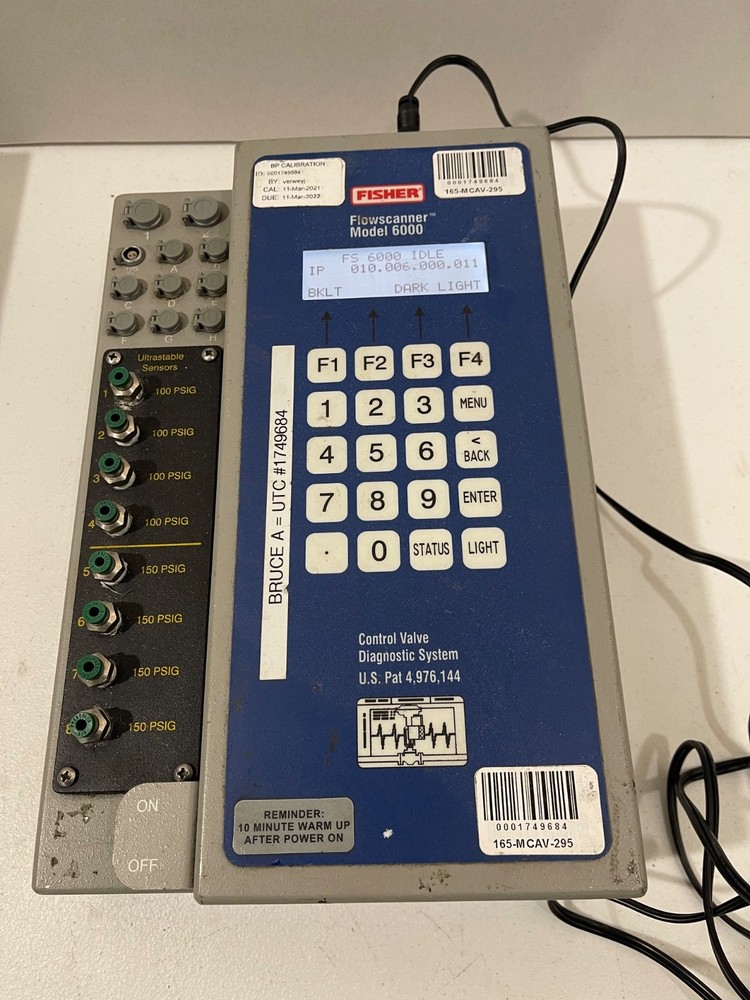 BP CALIBRATION
ID: 0001749684
BY: verweyj
CAL: 11-Mar-2021
DUE: 11-Mar-2022
FISHER
0001749684
165-MCAV-295
Flowscanner™
Model 6000
FS 6000 IDLE
IP 010.006.000.011
BKLT DARK LIGHT
F1 F2 F3 F4
1 2 3 MENU
4 5 6 < BACK
7 8 9 ENTER
. 0 STATUS LIGHT
BRUCE A = UTC #1749684
1 2
A
C D E
F G H
Ultrastable
Sensors
1 100 PSIG
2 100 PSIG
3 100 PSIG
4 100 PSIG
5 150 PSIG
6 150 PSIG
7 150 PSIG
8 150 PSIG
ON
OFF
Control Valve
Diagnostic System
U.S. Pat 4,976,144
REMINDER:
10 MINUTE WARM UP
AFTER POWER ON
0001749684
165-MCAV-295